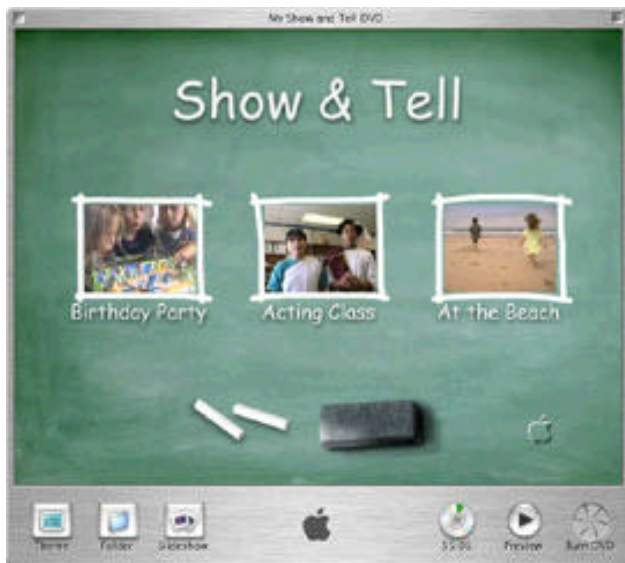 My Show and Tell DVD
Show & Tell
Birthday Party
Acting Class
At the Beach
Theme
Folder
Slideshow
Preview
Burn DVD